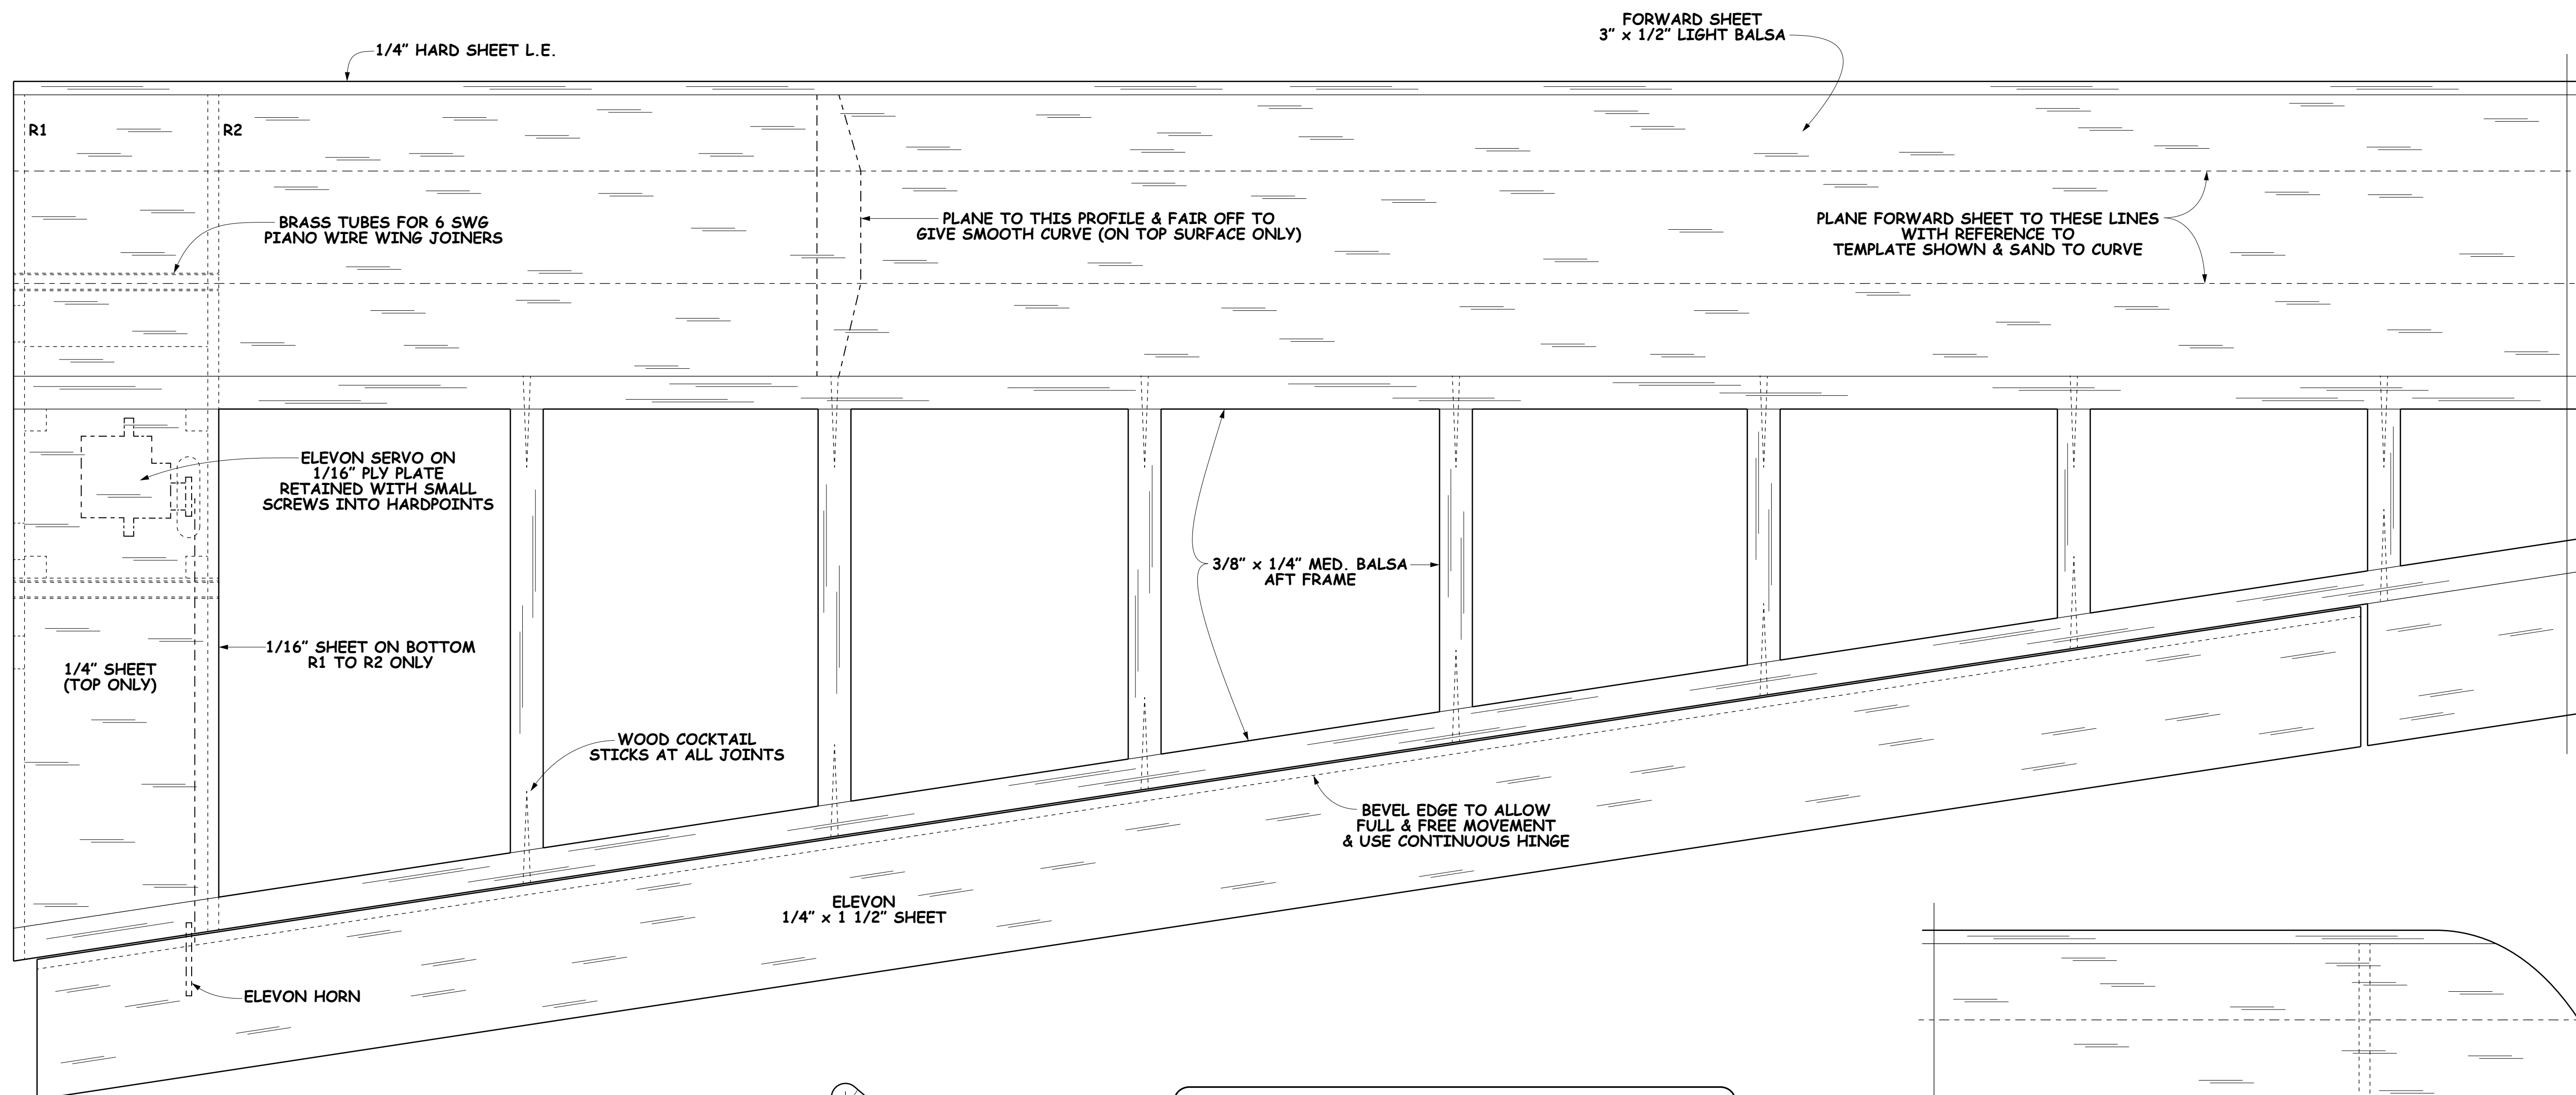 FORWARD SHEET
3" x 1/2" LIGHT BALSA
1/4" HARD SHEET L.E.
R1
R2
BRASS TUBES FOR 6 SWG
PIANO WIRE WING JOINERS
PLANE TO THIS PROFILE & FAIR OFF TO
GIVE SMOOTH CURVE (ON TOP SURFACE ONLY)
PLANE FORWARD SHEET TO THESE LINES
WITH REFERENCE TO
TEMPLATE SHOWN & SAND TO CURVE
ELEVON SERVO ON
1/16" PLY PLATE
RETAINED WITH SMALL
SCREWS INTO HARDPOINTS
3/8" x 1/4" MED. BALSA
AFT FRAME
1/16" SHEET ON BOTTOM
R1 TO R2 ONLY
1/4" SHEET
(TOP ONLY)
WOOD COCKTAIL
STICKS AT ALL JOINTS
BEVEL EDGE TO ALLOW
FULL & FREE MOVEMENT
& USE CONTINUOUS HINGE
ELEVON
1/4" x 1 1/2" SHEET
ELEVON HORN